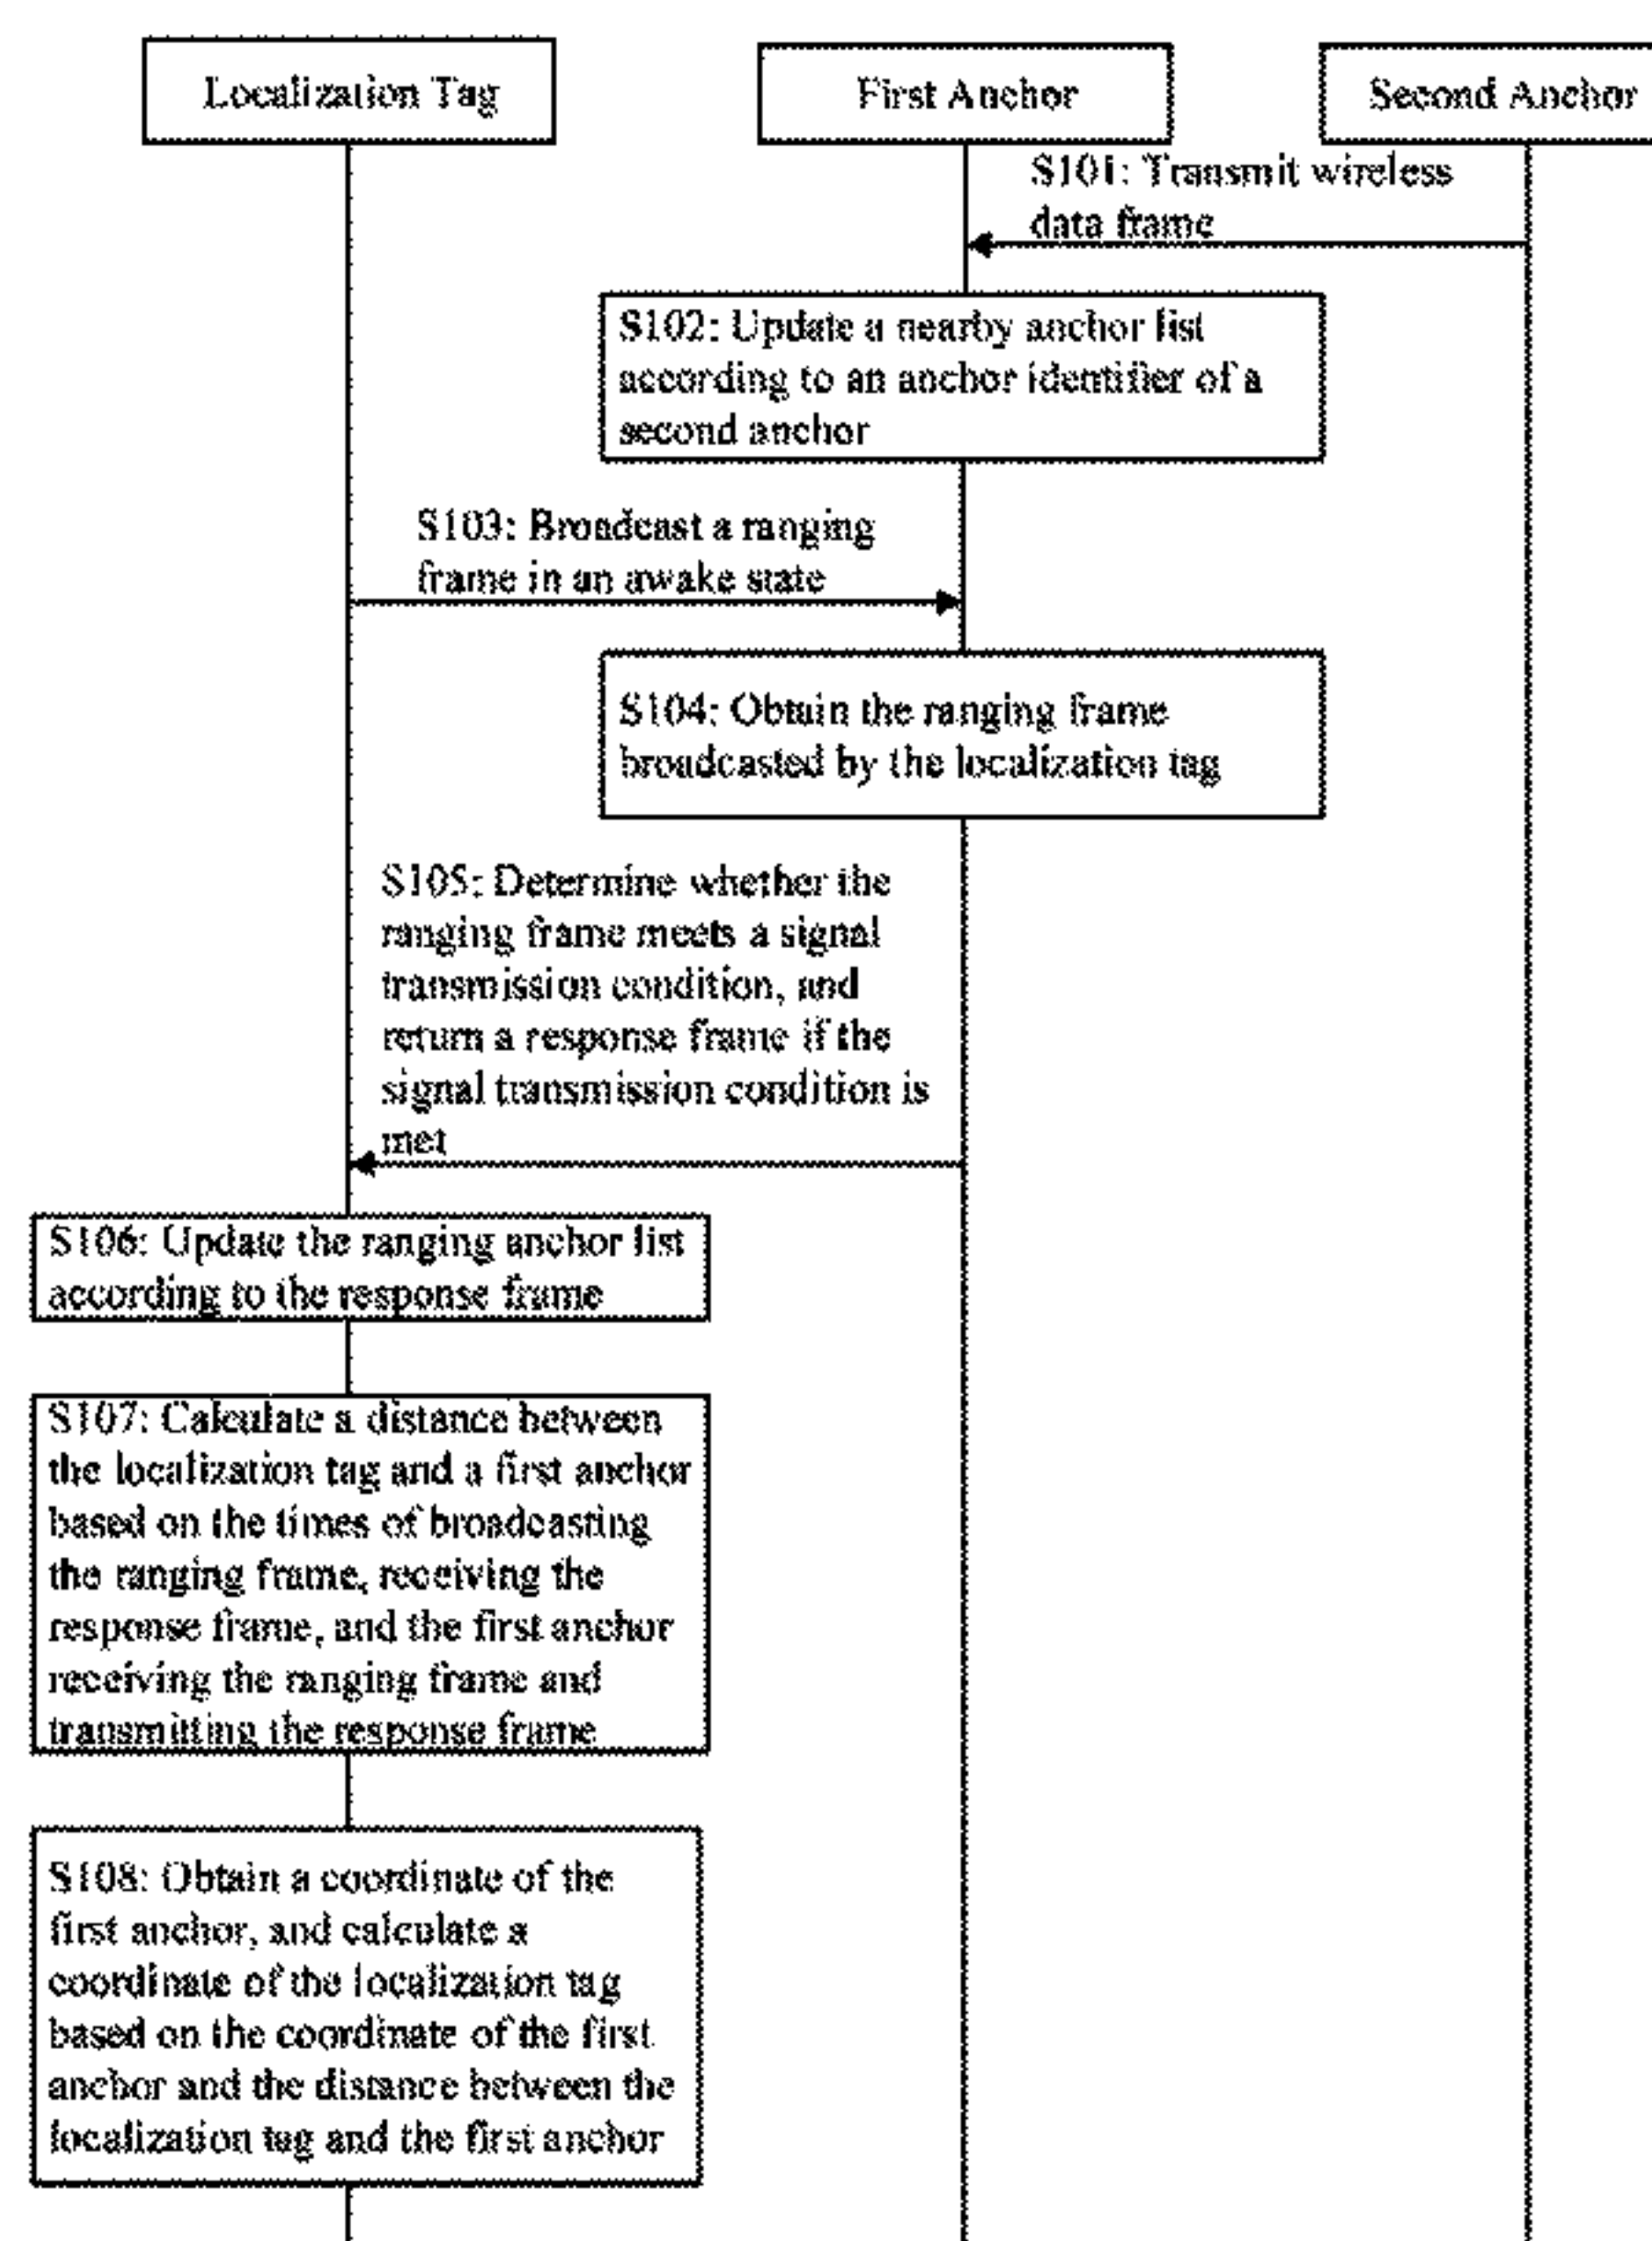 Localization Tag
First Anchor
Second Anchor
S101: Transmit wireless
data frame
S102: Update a nearby anchor list
according to an anchor identifier of a
second anchor
S103: Broadcast a ranging
frame in an awake state
S104: Obtain the ranging frame
broadcasted by the localization tag
S105: Determine whether the
ranging frame meets a signal
transmission condition, and
return a response frame if the
signal transmission condition is
met
S106: Update the ranging anchor list
according to the response frame
S107: Calculate a distance between
the localization tag and a first anchor
based on the times of broadcasting
the ranging frame, receiving the
response frame, and the first anchor
receiving the ranging frame and
transmitting the response frame
S108: Obtain a coordinate of the
first anchor, and calculate a
coordinate of the localization tag
based on the coordinate of the first
anchor and the distance between the
localization tag and the first anchor